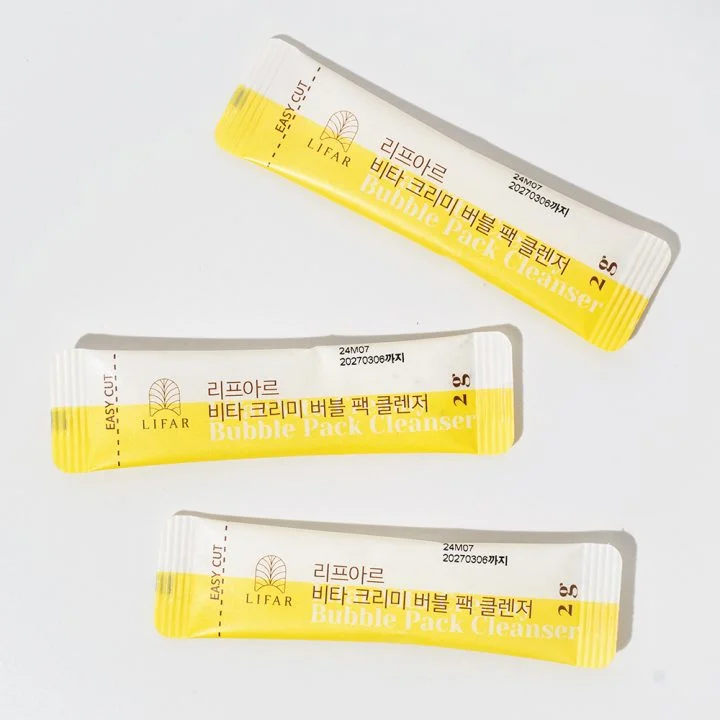 EASY CUT
LIFAR
리프아르
비타 크리미 버블 팩 클렌저
Bubble Pack Cleanser
24M07
20270306까지
2g
EASY CUT
LIFAR
리프아르
비타 크리미 버블 팩 클렌저
Bubble Pack Cleanser
24M07
20270306까지
2g
EASY CUT
LIFAR
리프아르
비타 크리미 버블 팩 클렌저
Bubble Pack Cleanser
24M07
20270306까지
2g